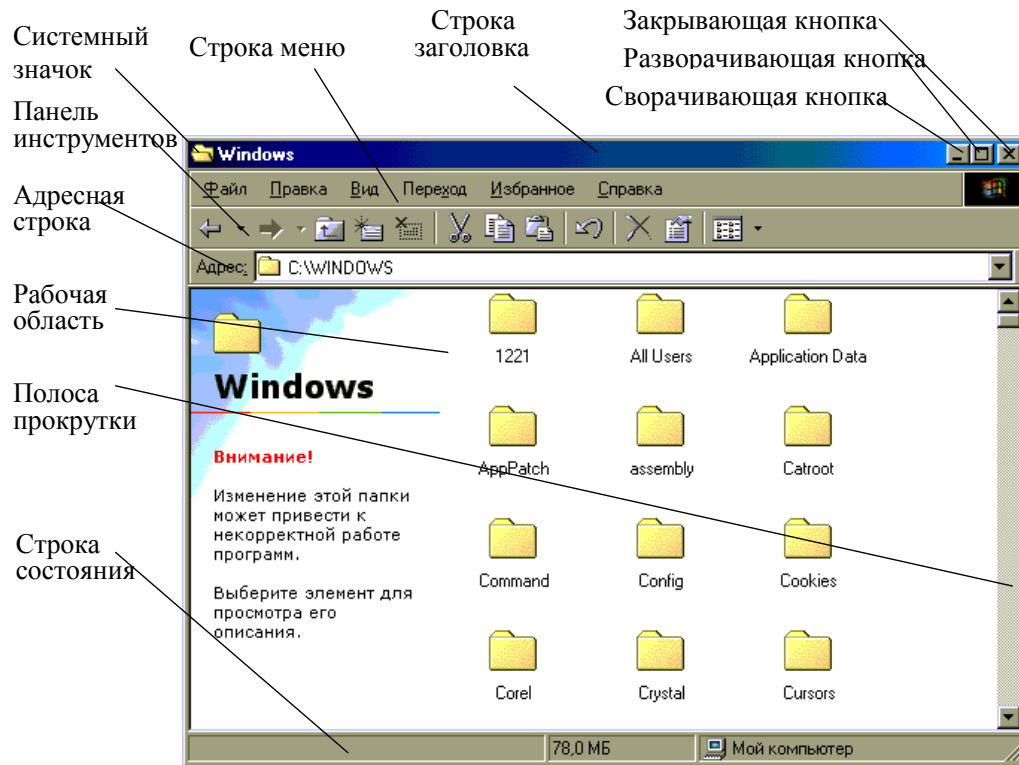 Системный
значок
Строка меню
Строка
заголовка
Закрывающая кнопка
Разворачивающая кнопка
Сворачивающая кнопка
Панель
инструментов
Адресная
строка
Рабочая
область
Полоса
прокрутки
Строка
состояния
Windows
Файл Правка Вид Переход Избранное Справка
Адрес: C:\WINDOWS
Windows
Внимание!
Изменение этой папки
может привести к
некорректной работе
программ.
Выберите элемент для
просмотра его
описания.
1221 All Users Application Data
AppPatch assembly Catroot
Command Config Cookies
Corel Crystal Cursors
78,0 МБ Мой компьютер